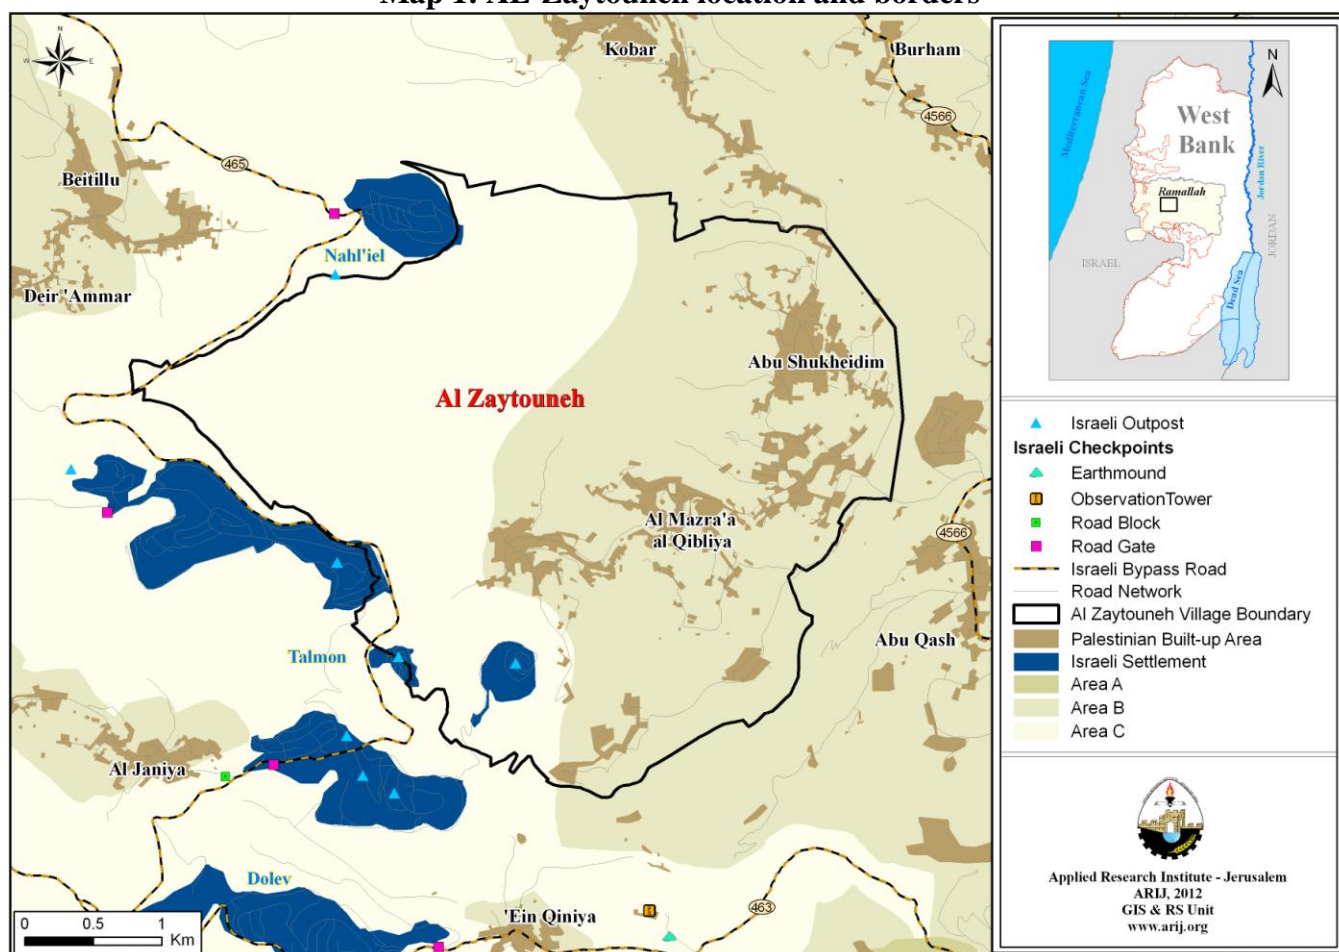 Map 1: AL-Zaytouneh location and borders
N
W
E
S
Kobar
Burham
4566
465
Beitillu
Nahl'iel
Deir 'Ammar
Abu Shukheidim
Al Zaytouneh
Al Mazra'a
al Qibliya
4566
Abu Qash
Talmon
Al Janiya
Dolev
'Ein Qiniya
463
0 0.5 1
Km
N
Mediterranean Sea
West
Bank
Jordan River
Ramallah
ISRAEL
JORDAN
Dead Sea
Israeli Outpost
Israeli Checkpoints
Earthmound
ObservationTower
Road Block
Road Gate
Israeli Bypass Road
Road Network
Al Zaytouneh Village Boundary
Palestinian Built-up Area
Israeli Settlement
Area A
Area B
Area C
Applied Research Institute - Jerusalem
ARIJ, 2012
GIS & RS Unit
www.arij.org